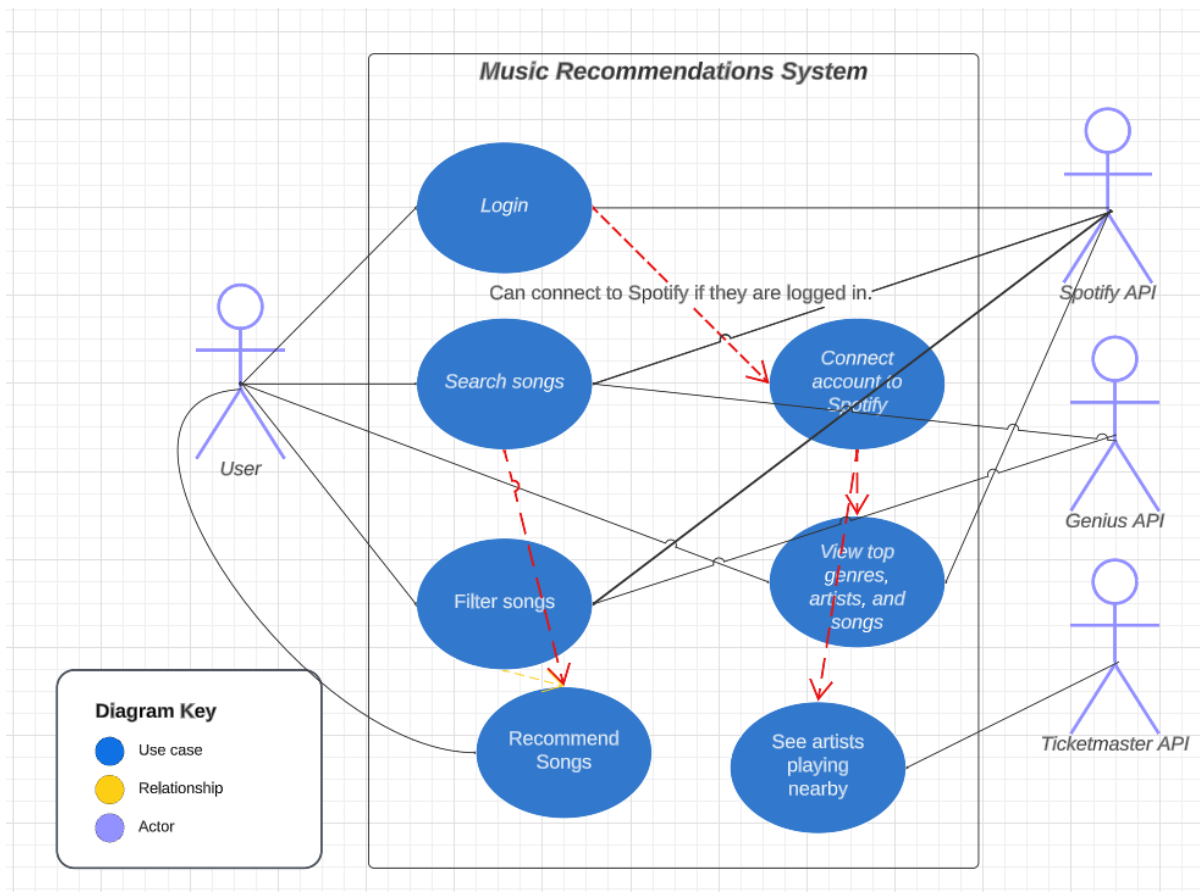 Music Recommendations System
Login
Can connect to Spotify if they are logged in.
Spotify API
Search songs
Connect
account to
Spotify
User
Genius API
Filter songs
View top
genres,
artists, and
songs
Recommend
Songs
See artists
playing
nearby
Ticketmaster API
Diagram Key
Use case
Relationship
Actor